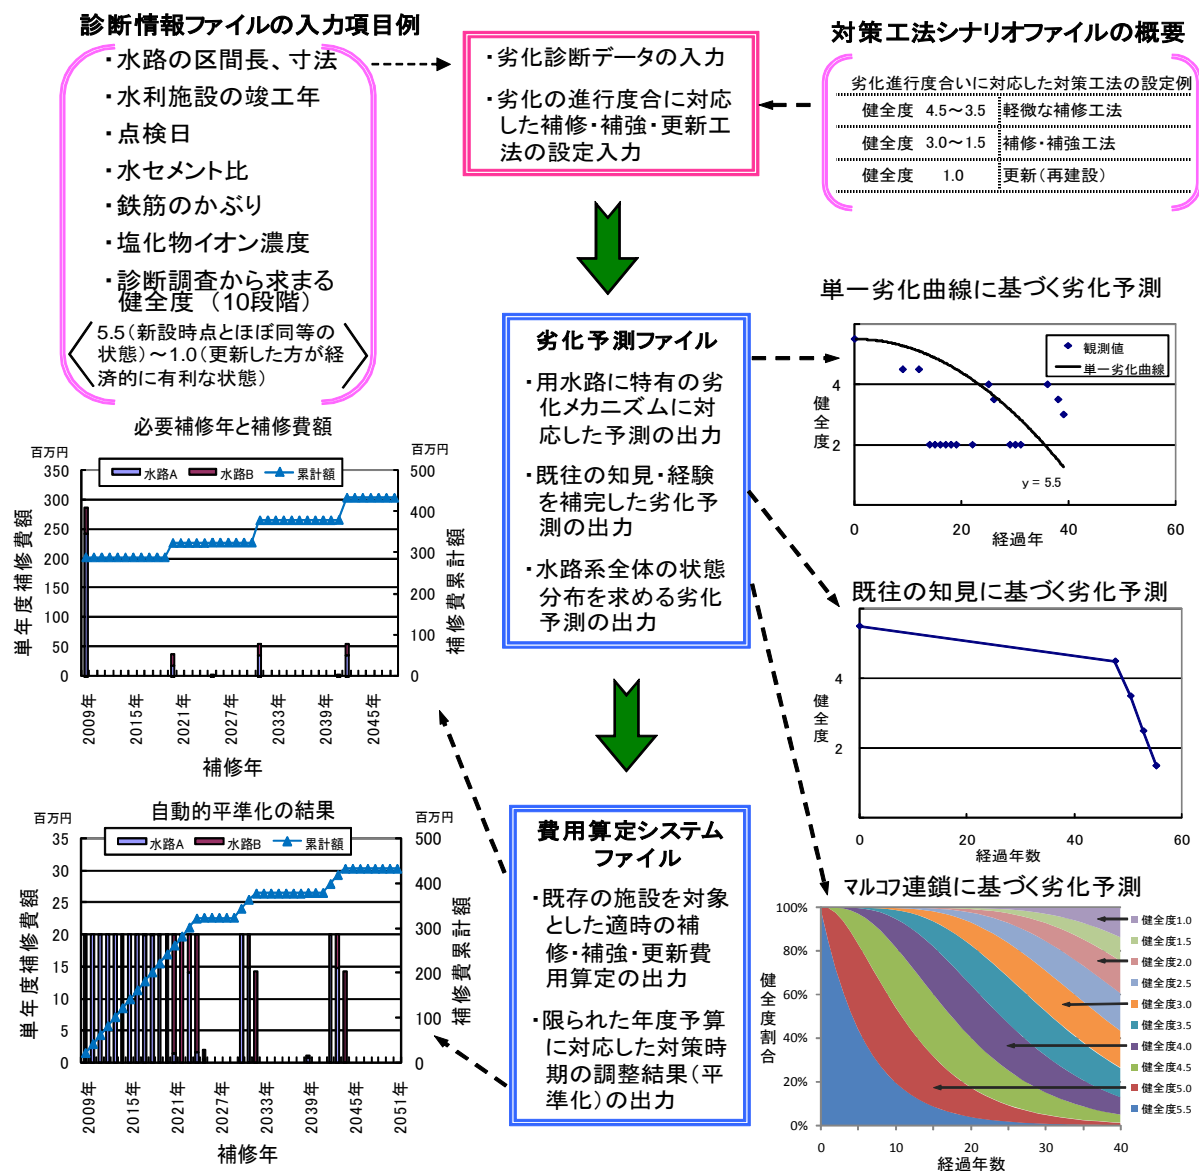 診断情報ファイルの入力項目例
・水路の区間長、寸法
・水利施設の竣工年
・点検日
・水セメント比
・鉄筋のかぶり
・塩化物イオン濃度
・診断調査から求まる
健全度 （10段階）
5.5（新設時点とほぼ同等の
状態）～1.0（更新した方が経
済的に有利な状態）
・劣化診断データの入力
・劣化の進行度合に対応
した補修・補強・更新工
法の設定入力
対策工法シナリオファイルの概要
劣化進行度合いに対応した対策工法の設定例
健全度 4.5～3.5 軽微な補修工法
健全度 3.0～1.5 補修・補強工法
健全度 1.0 更新（再建設）
劣化予測ファイル
・用水路に特有の劣
化メカニズムに対
応した予測の出力
・既往の知見・経験
を補完した劣化予
測の出力
・水路系全体の状態
分布を求める劣化
予測の出力
単一劣化曲線に基づく劣化予測
観測値
単一劣化曲線
健全度
4
2
y = 5.5
0 20 40 60
経過年
既往の知見に基づく劣化予測
健全度
4
2
0 20 40 60
経過年数
必要補修年と補修費額
百万円
百万円
水路A 水路B 累計額
単年度補修費額
350
300
250
200
150
100
50
0
補修費累計額
500
400
300
200
100
0
2009年 2015年 2021年 2027年 2033年 2039年 2045年
補修年
自動的平準化の結果
百万円
百万円
水路A 水路B 累計額
単年度補修費額
35
30
25
20
15
10
5
0
補修費累計額
500
400
300
200
100
0
2009年 2015年 2021年 2027年 2033年 2039年 2045年 2051年
補修年
費用算定システム
ファイル
・既存の施設を対象
とした適時の補
修・補強・更新費
用算定の出力
・限られた年度予算
に対応した対策時
期の調整結果（平
準化）の出力
マルコフ連鎖に基づく劣化予測
健全度割合
100%
80%
60%
40%
20%
0%
0 10 20 30 40
経過年数
健全度1.0
健全度1.5
健全度2.0
健全度2.5
健全度3.0
健全度3.5
健全度4.0
健全度4.5
健全度5.0
健全度5.5